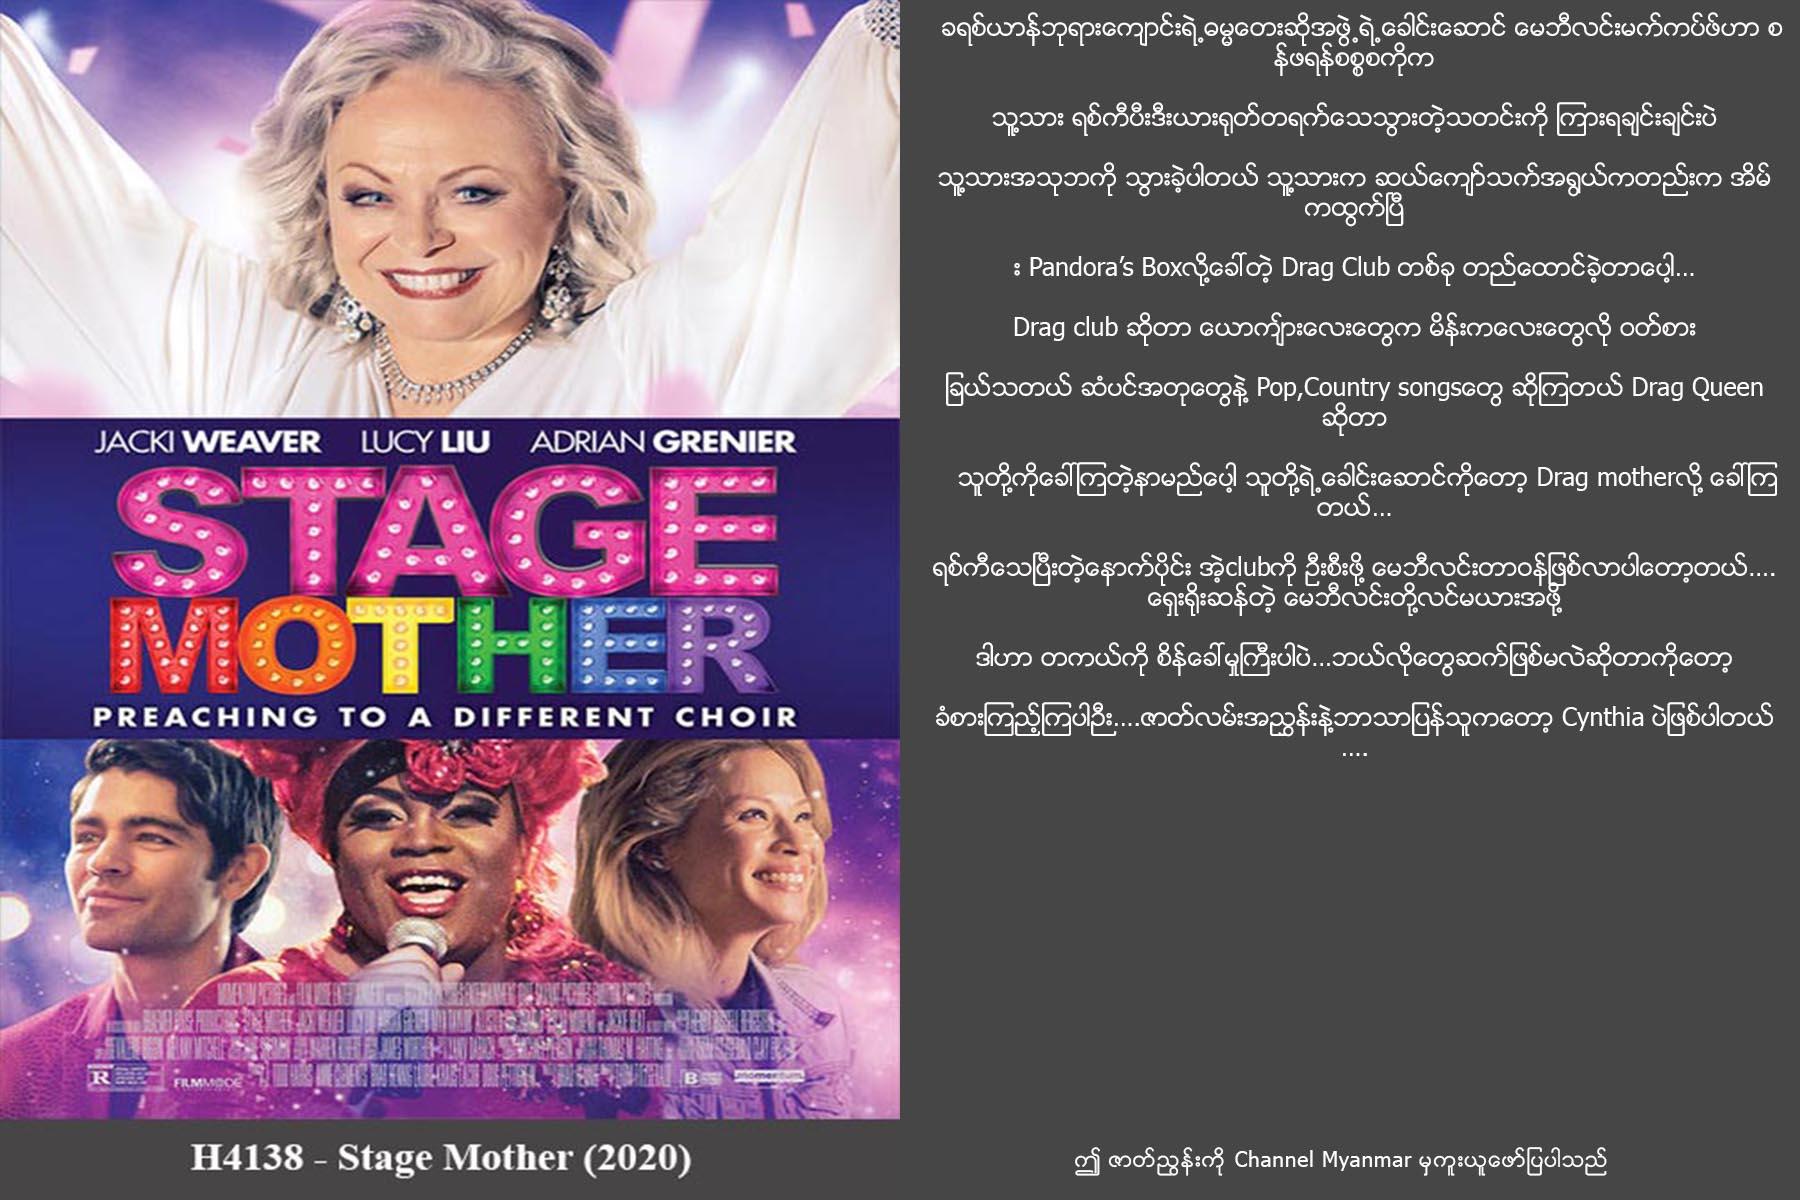 JACKI WEAVER LUCY LIU ADRIAN GRENIER
STAGE
MOTHER
PREACHING TO A DIFFERENT CHOIR
R
FILMMODE
momentum
H4138 - Stage Mother (2020)
ခရစ်ယာန်ဘုရားကျောင်းရဲ့ဓမ္မတေးဆိုအဖွဲ့ရဲ့ခေါင်းဆောင် မေဘီလင်းမက်ကပ်ဖ်ဟာ စ
န်ဖရန်စစ္စစကိုက
သူ့သား ရစ်ကီပီးဒီးယားရုတ်တရက်သေသွားတဲ့သတင်းကို ကြားရချင်းချင်းပဲ
သူ့သားအသုဘကို သွားခဲ့ပါတယ် သူ့သားက ဆယ်ကျော်သက်အရွယ်ကတည်းက အိမ်
ကထွက်ပြီ
း Pandora’s Boxလို့ခေါ်တဲ့ Drag Club တစ်ခု တည်ထောင်ခဲ့တာပေ့ါ...
Drag club ဆိုတာ ယောကျ်ားလေးတွေက မိန်းကလေးတွေလို ဝတ်စား
ခြယ်သတယ် ဆံပင်အတုတွေနဲ့ Pop,Country songsတွေ ဆိုကြတယ် Drag Queen
ဆိုတာ
သူတို့ကိုခေါ်ကြတဲ့နာမည်ပေ့ါ သူတို့ရဲ့ခေါင်းဆောင်ကိုတော့ Drag motherလို့ ခေါ်ကြ
တယ်...
ရစ်ကီသေပြီးတဲ့နောက်ပိုင်း အဲ့clubကို ဦးစီးဖို့ မေဘီလင်းတာဝန်ဖြစ်လာပါတော့တယ်....
ရှေးရိုးဆန်တဲ့ မေဘီလင်းတို့လင်မယားအဖို့
ဒါဟာ တကယ်ကို စိန်ခေါ်မှုကြီးပါပဲ...ဘယ်လိုတွေဆက်ဖြစ်မလဲဆိုတာကိုတော့
ခံစားကြည့်ကြပါဦး....ဇာတ်လမ်းအညွှန်းနဲ့ဘာသာပြန်သူကတော့ Cynthia ပဲဖြစ်ပါတယ်
....
ဤ ဇာတ်ညွှန်းကို Channel Myanmar မှကူးယူဖော်ပြပါသည်